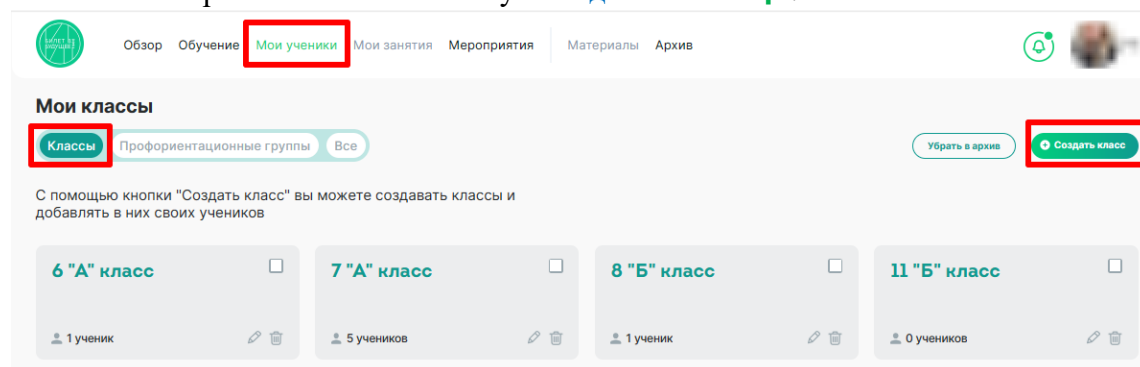 Обзор Обучение Мои ученики Мои занятия Мероприятия Материалы Архив
Мои классы
Классы Профориентационные группы Все Убрать в архив Создать класс
С помощью кнопки "Создать класс" вы можете создавать классы и
добавлять в них своих учеников
6 "А" класс 7 "А" класс 8 "Б" класс 11 "Б" класс
1 ученик 5 учеников 1 ученик 0 учеников